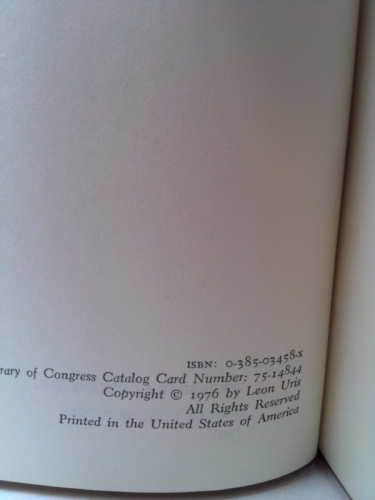 ISBN: 0-385-03458-x
rary of Congress Catalog Card Number: 75-14844
Copyright © 1976 by Leon Uris
All Rights Reserved
Printed in the United States of America